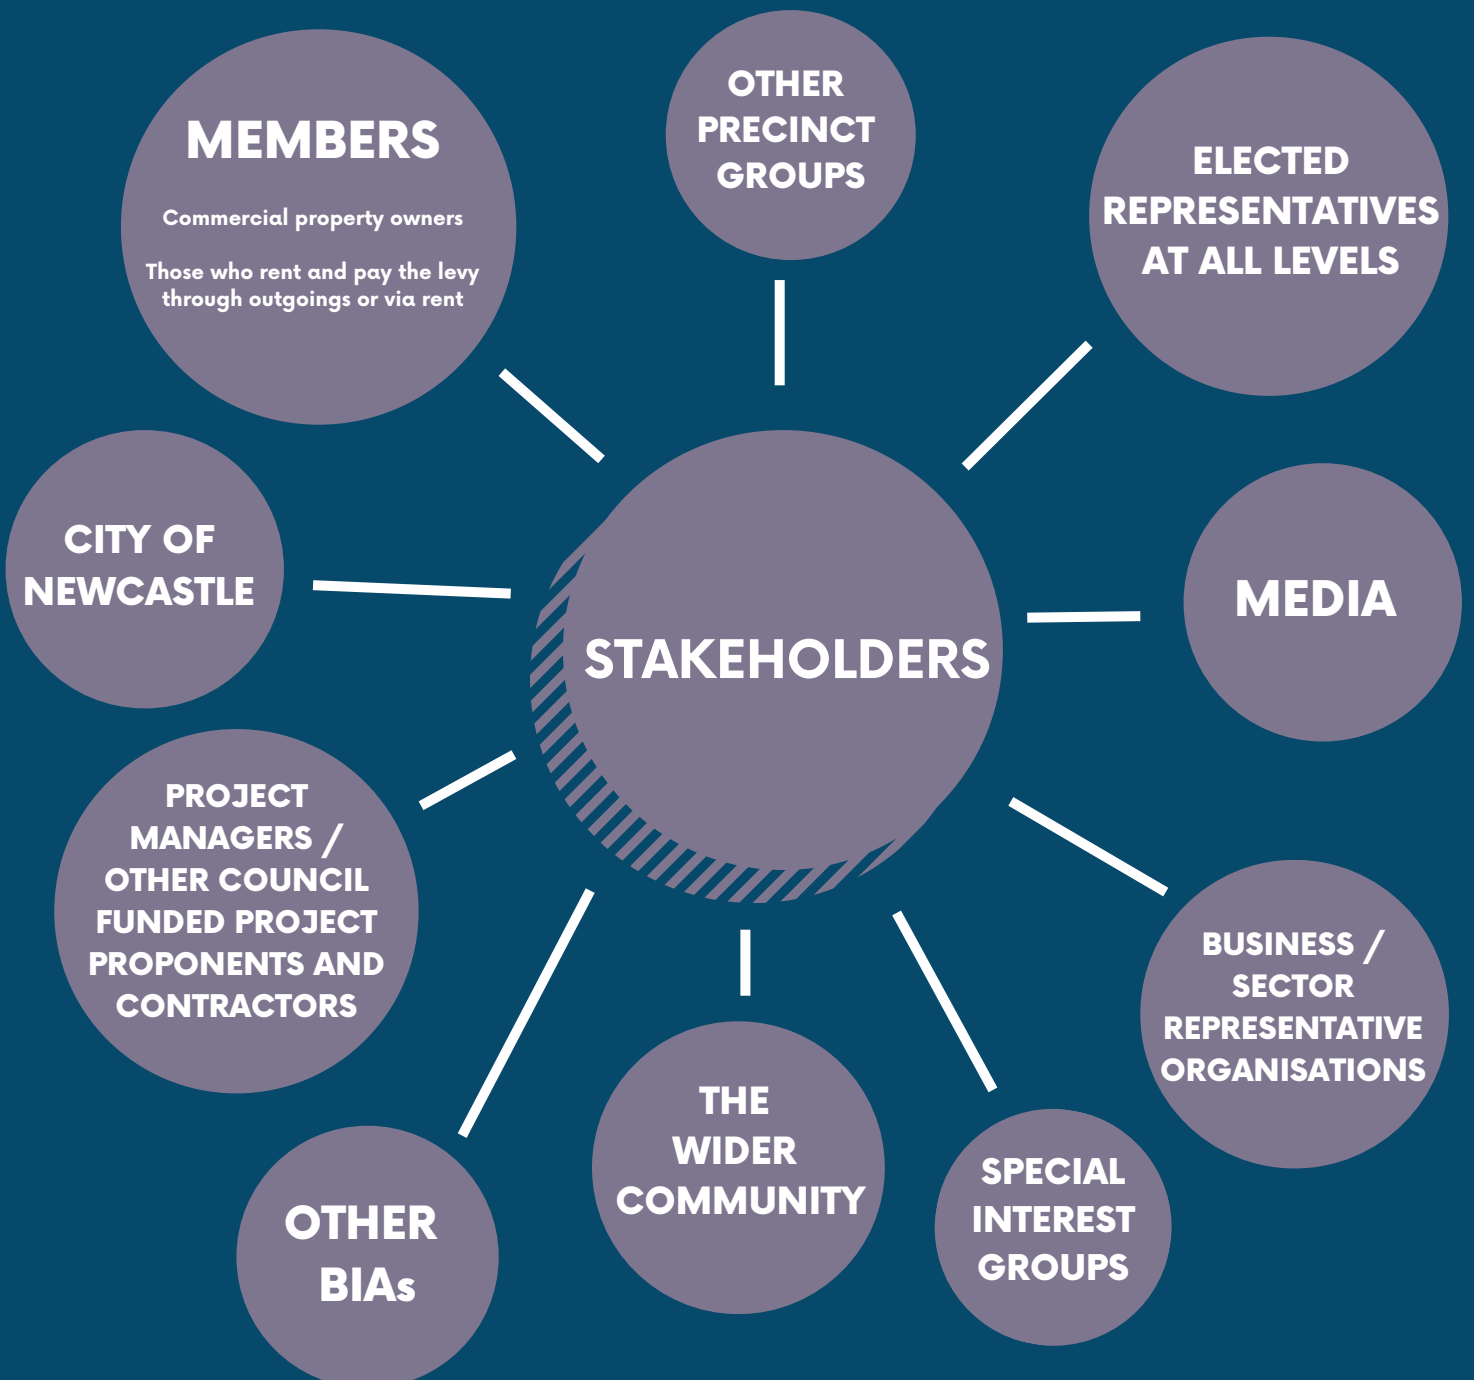 MEMBERS
Commercial property owners
Those who rent and pay the levy
through outgoings or via rent
OTHER
PRECINCT
GROUPS
ELECTED
REPRESENTATIVES
AT ALL LEVELS
CITY OF
NEWCASTLE
STAKEHOLDERS
MEDIA
PROJECT
MANAGERS /
OTHER COUNCIL
FUNDED PROJECT
PROPONENTS AND
CONTRACTORS
BUSINESS /
SECTOR
REPRESENTATIVE
ORGANISATIONS
OTHER
BIAs
THE
WIDER
COMMUNITY
SPECIAL
INTEREST
GROUPS